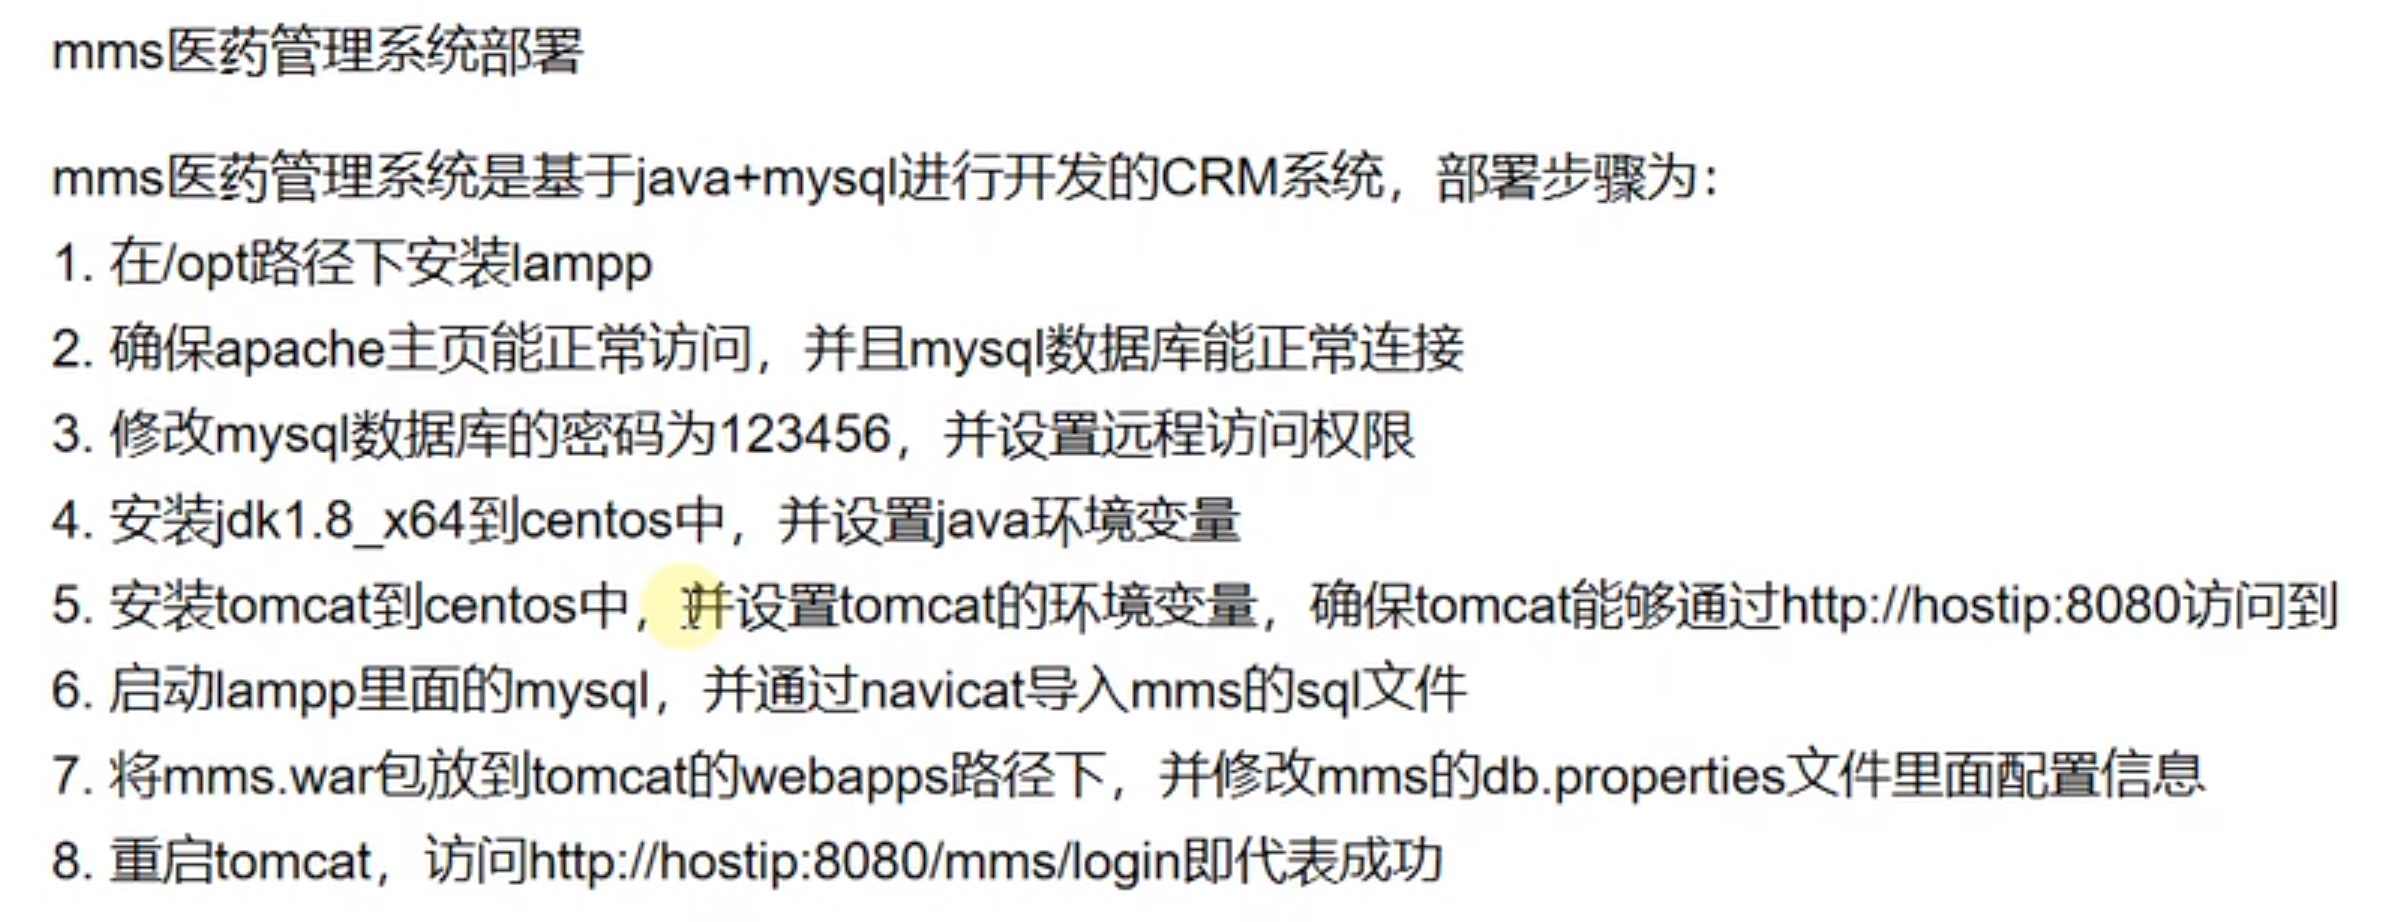 mms医药管理系统部署
mms医药管理系统是基于java+mysql进行开发的CRM系统，部署步骤为：
1. 在/opt路径下安装lampp
2. 确保apache主页能正常访问，并且mysql数据库能正常连接
3. 修改mysql数据库的密码为123456，并设置远程访问权限
4. 安装jdk1.8_x64到centos中，并设置java环境变量
5. 安装tomcat到centos中，并设置tomcat的环境变量，确保tomcat能够通过http://hostip:8080访问到
6. 启动lampp里面的mysql，并通过navicat导入mms的sql文件
7. 将mms.war包放到tomcat的webapps路径下，并修改mms的db.properties文件里面配置信息
8. 重启tomcat，访问http://hostip:8080/mms/login即代表成功